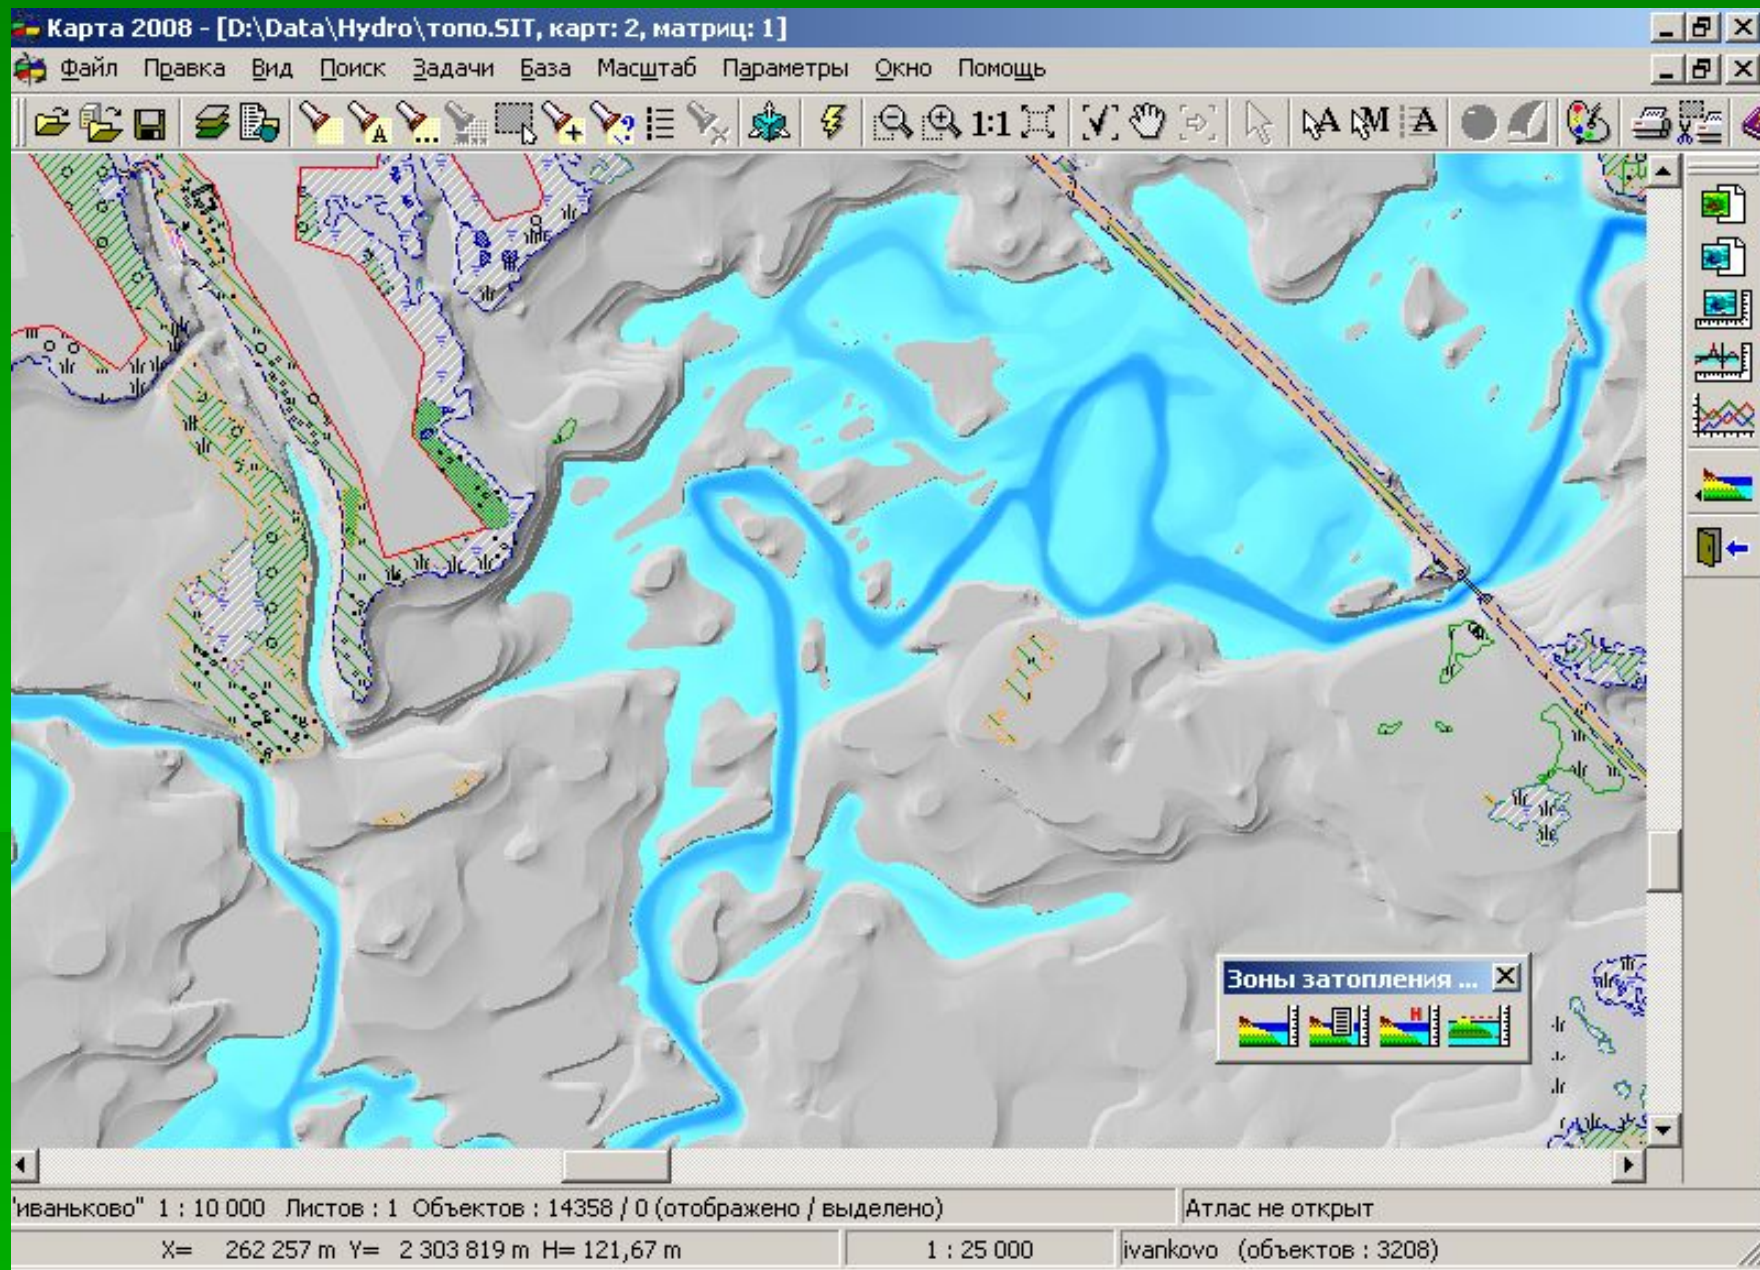 Карта 2008 - [D:\Data\Hydro\топо.SIT, карт: 2, матриц: 1]
Файл Правка Вид Поиск Задачи База Масштаб Параметры Окно Помощь
1:1
Зоны затопления ...
"иваньково" 1 : 10 000 Листов : 1 Объектов : 14358 / 0 (отображено / выделено) Атлас не открыт
X= 262 257 m Y= 2 303 819 m H= 121,67 m 1 : 25 000 ivankovo (объектов : 3208)